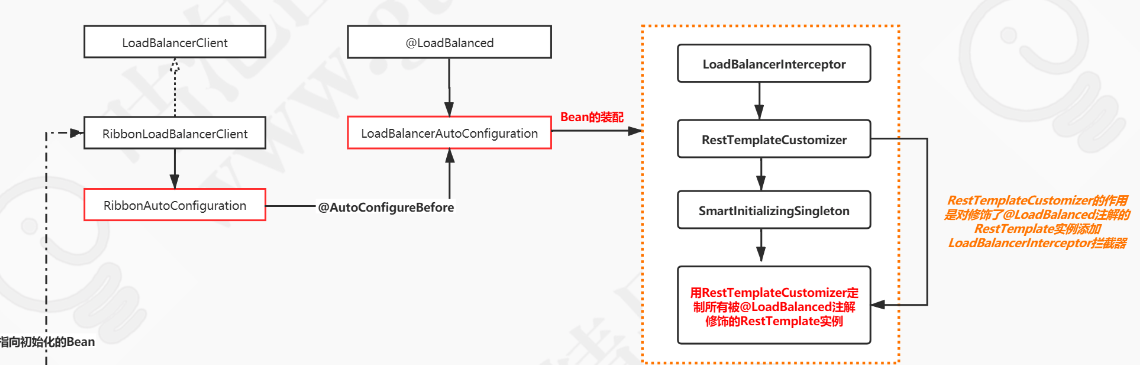 LoadBalancerClient
@LoadBalanced
RibbonLoadBalancerClient
LoadBalancerAutoConfiguration
Bean的装配
RibbonAutoConfiguration
@AutoConfigureBefore
LoadBalancerInterceptor
RestTemplateCustomizer
SmartInitializingSingleton
用RestTemplateCustomizer定
制所有被@LoadBalanced注解
修饰的RestTemplate实例
RestTemplateCustomizer的作用
是对修饰了@LoadBalanced注解的
RestTemplate实例添加
LoadBalancerInterceptor拦截器
指向初始化的Bean